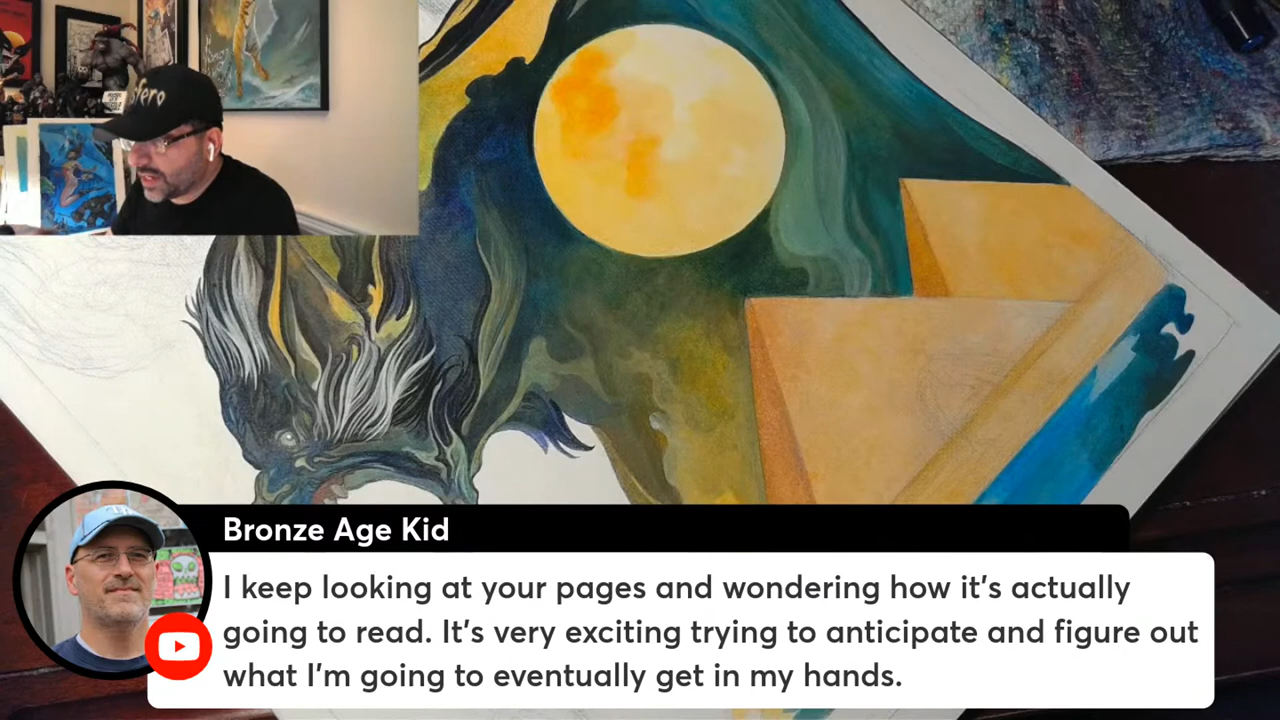 Bronze Age Kid
I keep looking at your pages and wondering how it's actually
going to read. It's very exciting trying to anticipate and figure out
what I'm going to eventually get in my hands.